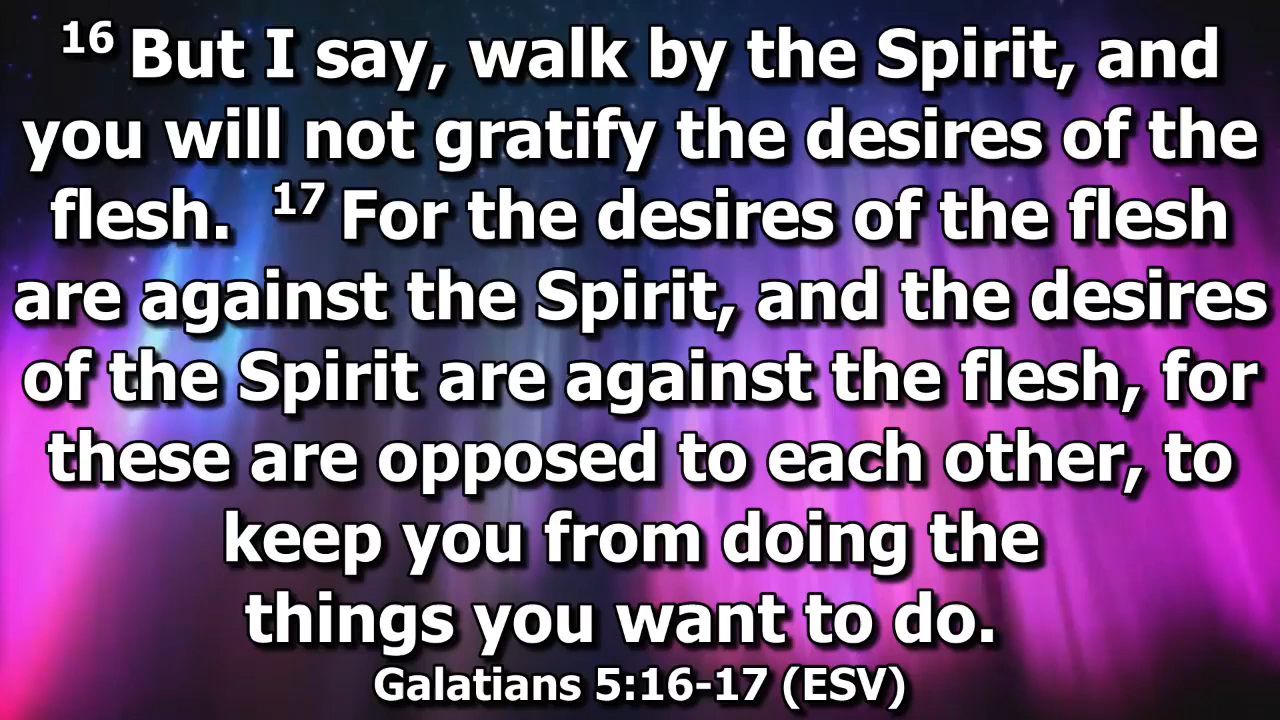 16 But I say, walk by the Spirit, and
you will not gratify the desires of the
flesh. 17 For the desires of the flesh
are against the Spirit, and the desires
of the Spirit are against the flesh, for
these are opposed to each other, to
keep you from doing the
things you want to do.
Galatians 5:16-17 (ESV)